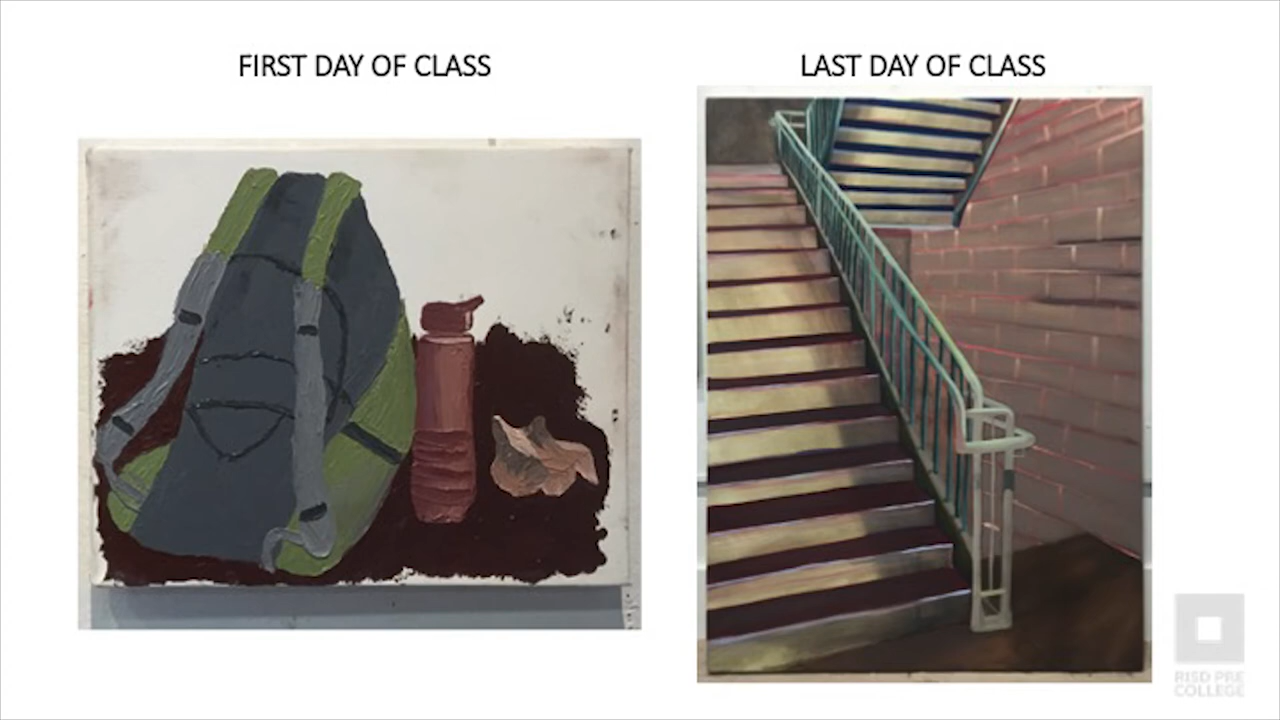 FIRST DAY OF CLASS
LAST DAY OF CLASS
RISD PRE
COLLEGE